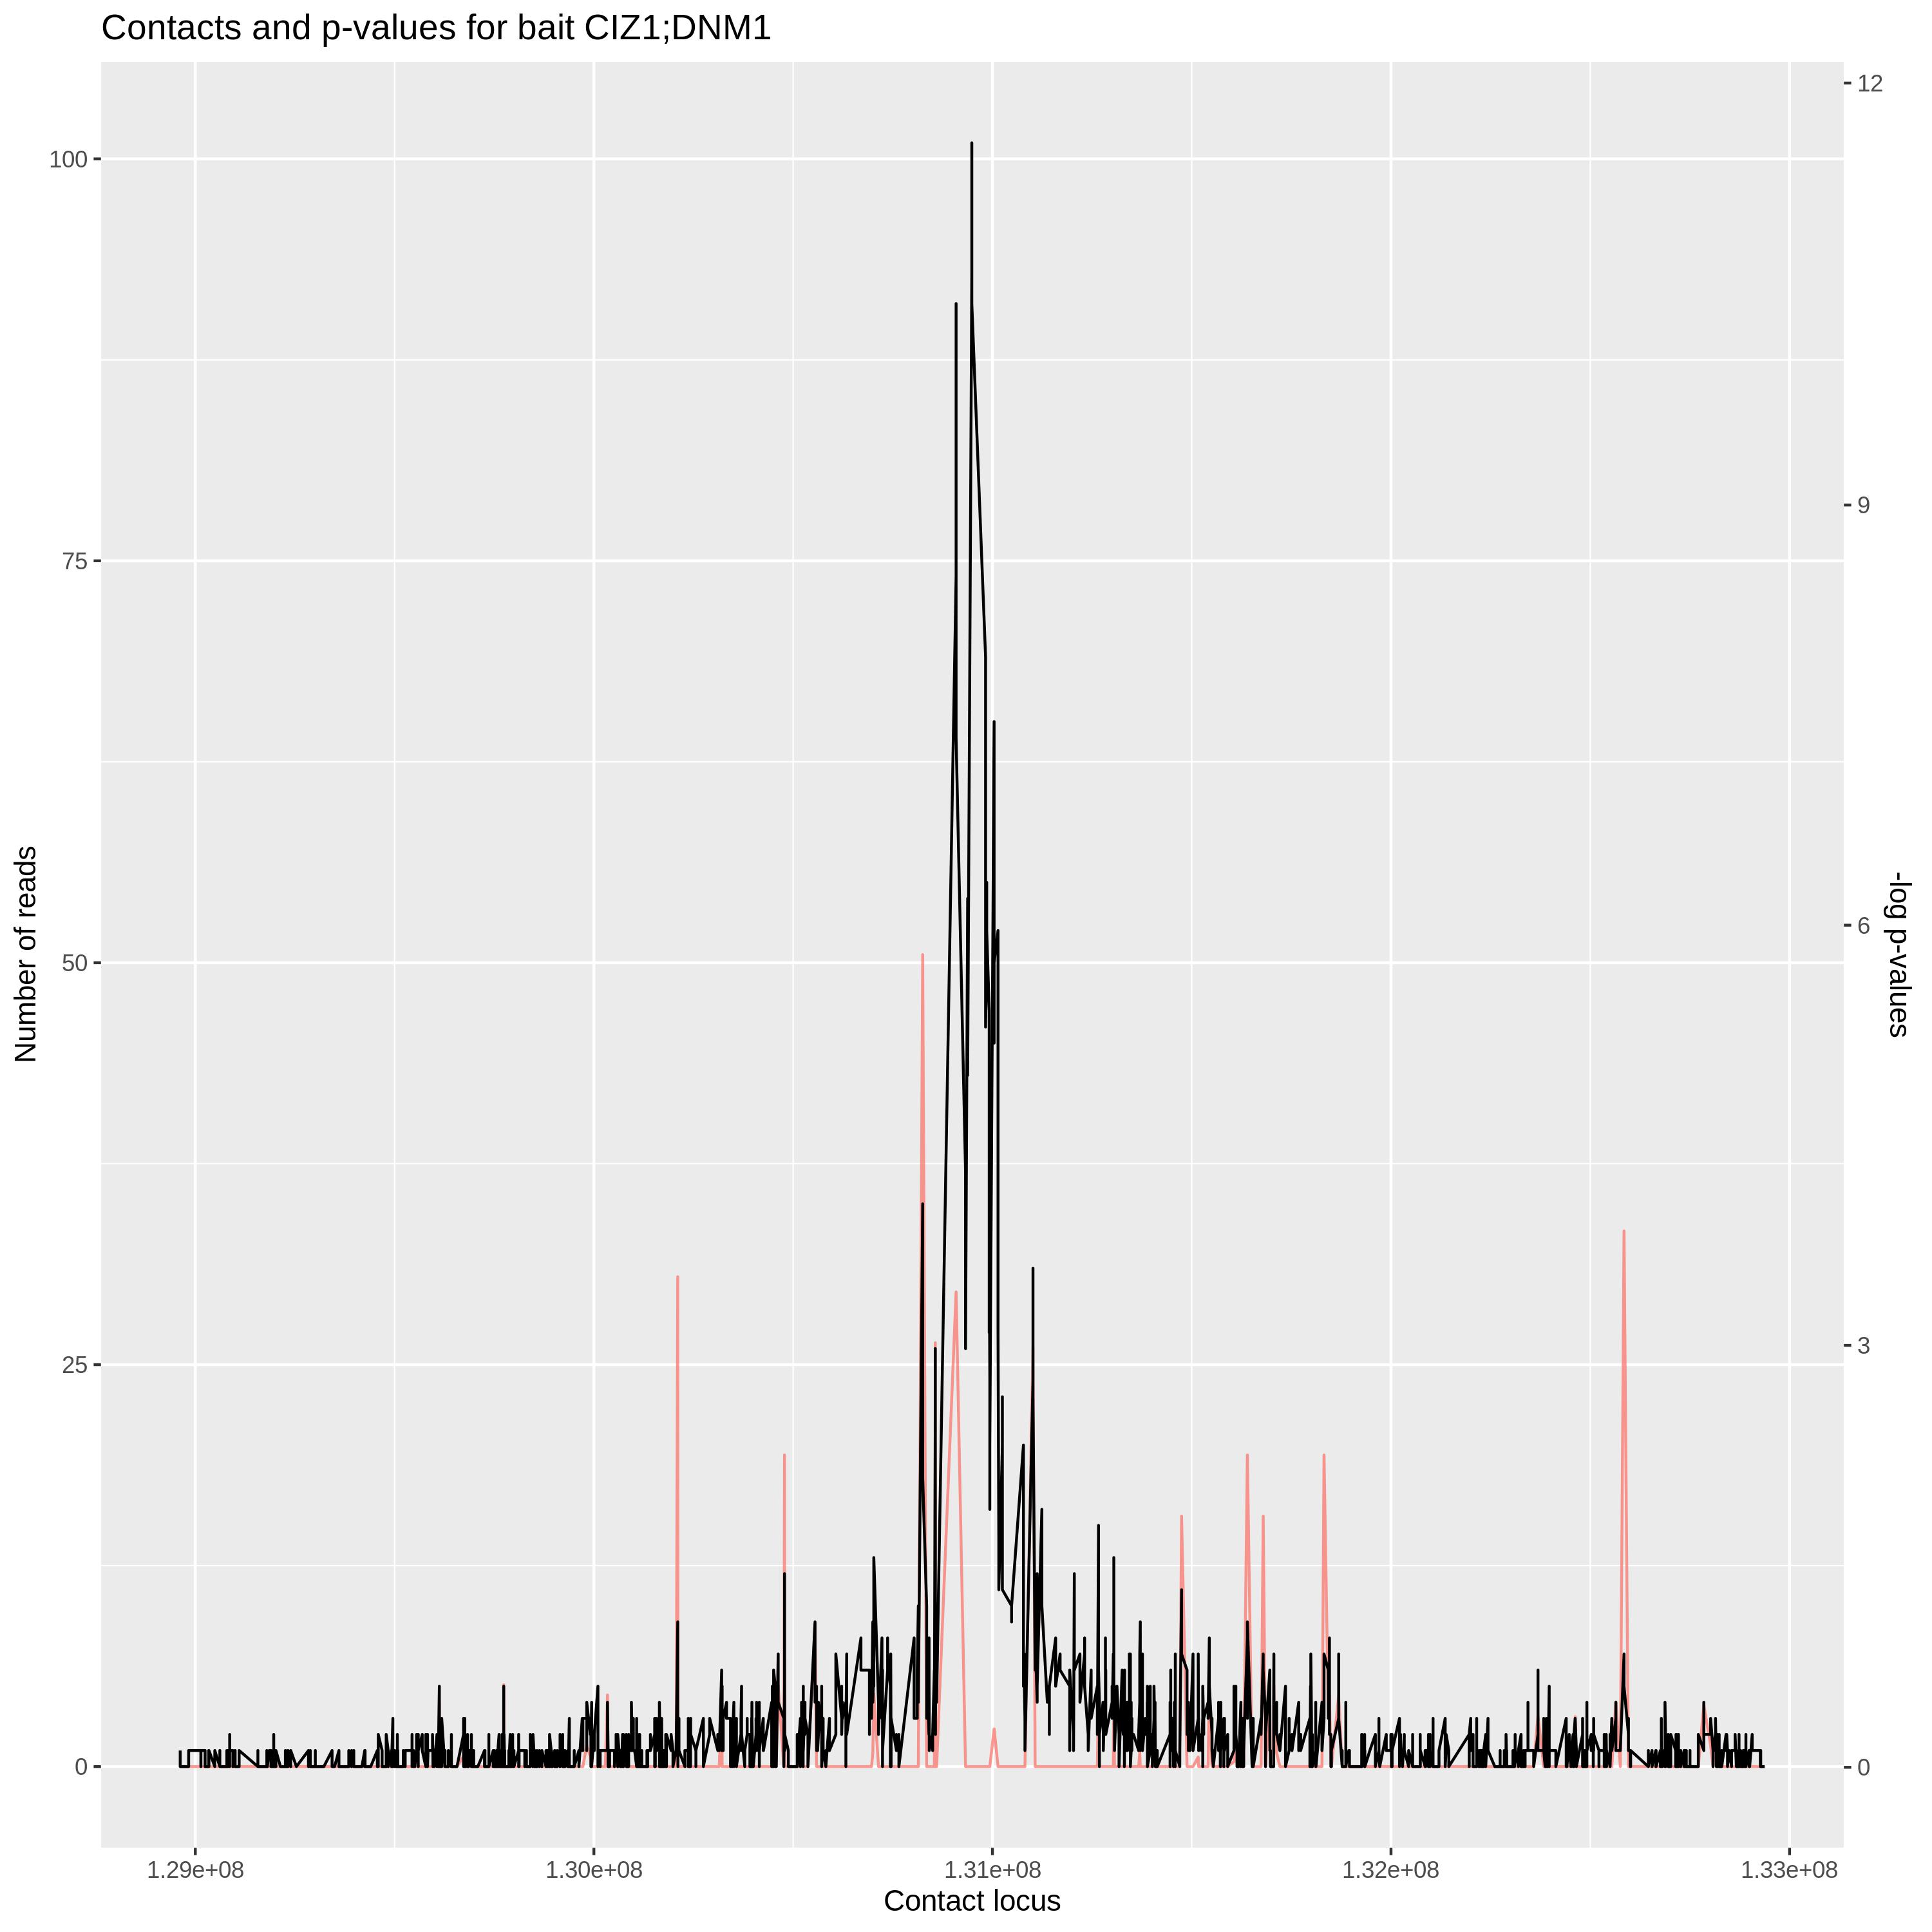 Contacts and p-values for bait CIZ1;DNM1
12
100
9
75
Number of reads
-log p-values
6
50
3
25
0
0
1.29e+08 1.30e+08 1.31e+08 1.32e+08 1.33e+08
Contact locus